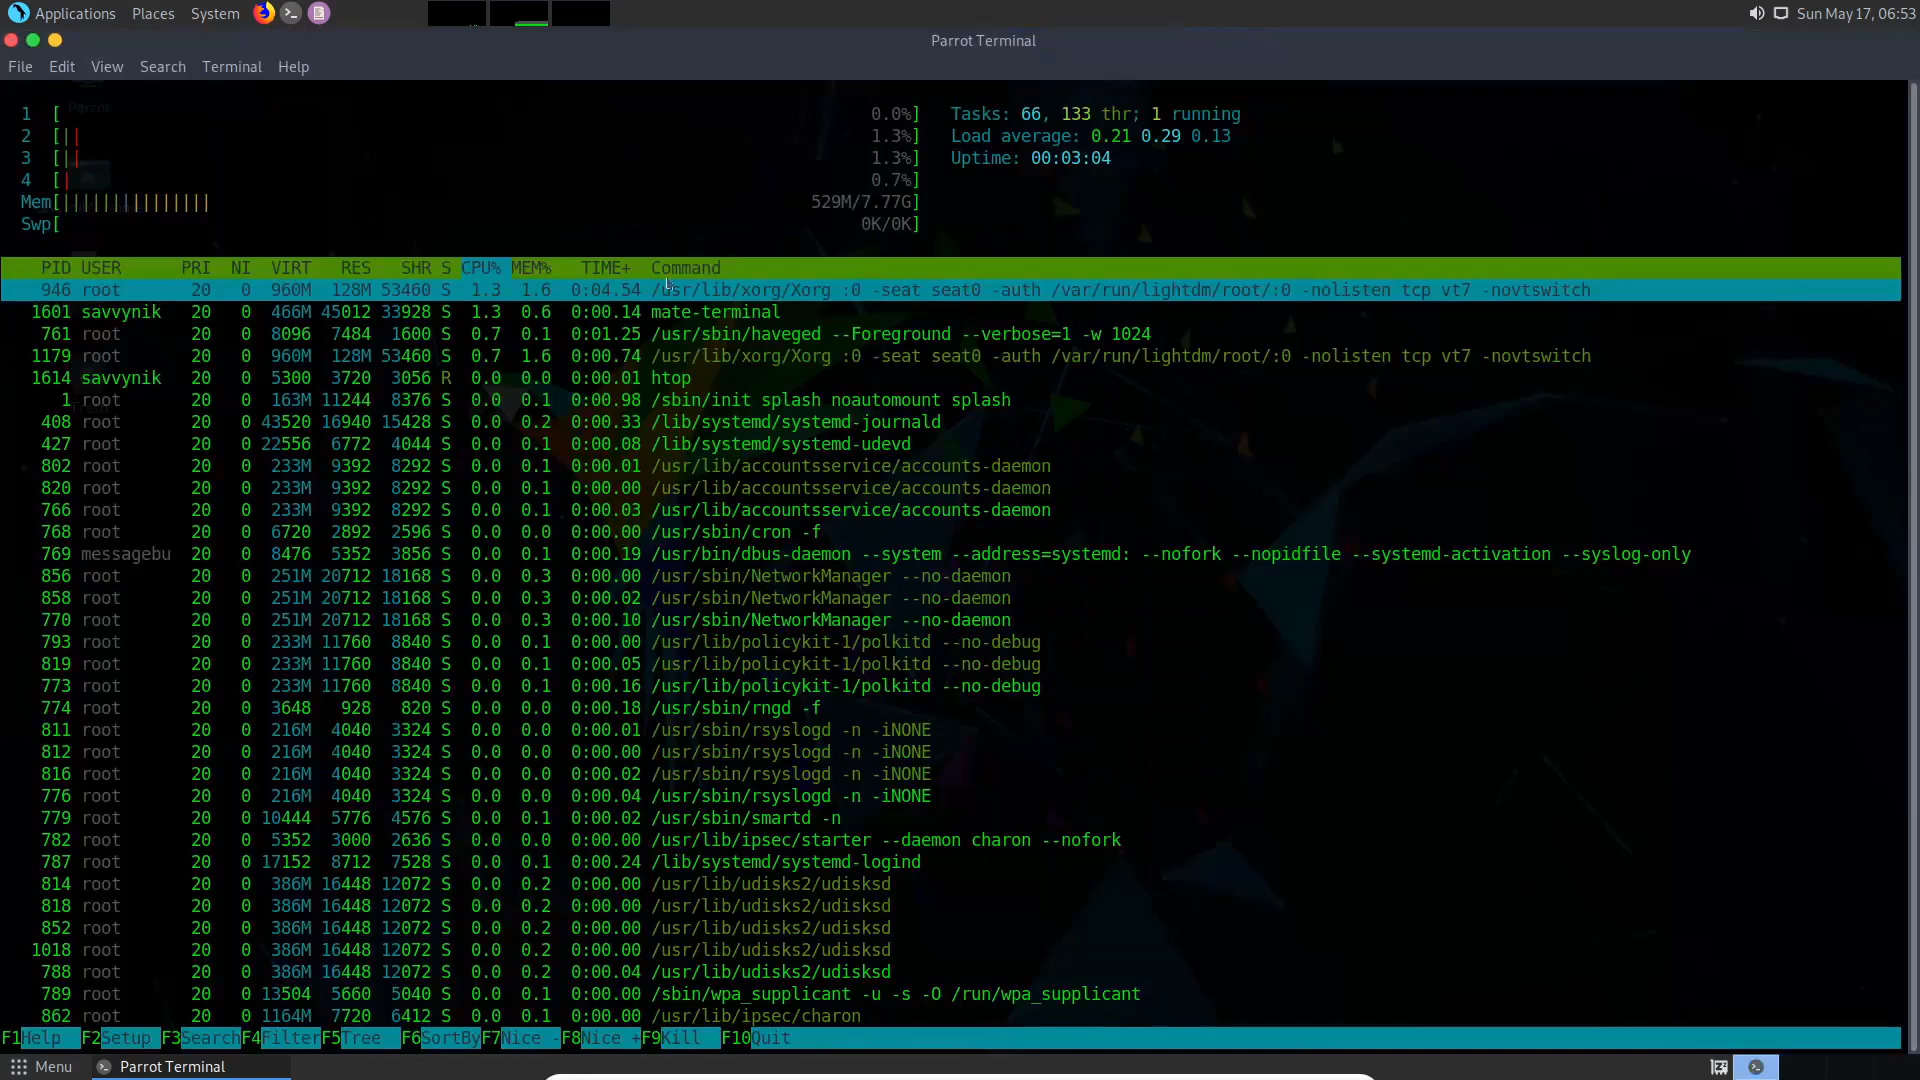 Applications Places System Sun May 17, 06:53
Parrot Terminal
File Edit View Search Terminal Help
1 [ 0.0%] Tasks: 66, 133 thr; 1 running
2 [|| 1.3%] Load average: 0.21 0.29 0.13
3 [|| 1.3%] Uptime: 00:03:04
4 [| 0.7%]
Mem[||||||||||||||| 529M/7.77G]
Swp[ 0K/0K]
PID USER PRI NI VIRT RES SHR S CPU% MEM% TIME+ Command
946 root 20 0 960M 128M 53460 S 1.3 1.6 0:04.54 /usr/lib/xorg/Xorg :0 -seat seat0 -auth /var/run/lightdm/root/:0 -nolisten tcp vt7 -novtswitch
1601 savvynik 20 0 466M 45012 33928 S 1.3 0.6 0:00.14 mate-terminal
761 root 20 0 8096 7484 1600 S 0.7 0.1 0:01.25 /usr/sbin/haveged --Foreground --verbose=1 -w 1024
1179 root 20 0 960M 128M 53460 S 0.7 1.6 0:00.74 /usr/lib/xorg/Xorg :0 -seat seat0 -auth /var/run/lightdm/root/:0 -nolisten tcp vt7 -novtswitch
1614 savvynik 20 0 5300 3720 3056 R 0.0 0.0 0:00.01 htop
1 root 20 0 163M 11244 8376 S 0.0 0.1 0:00.98 /sbin/init splash noautomount splash
408 root 20 0 43520 16940 15428 S 0.0 0.2 0:00.33 /lib/systemd/systemd-journald
427 root 20 0 22556 6772 4044 S 0.0 0.1 0:00.08 /lib/systemd/systemd-udevd
802 root 20 0 233M 9392 8292 S 0.0 0.1 0:00.01 /usr/lib/accountsservice/accounts-daemon
820 root 20 0 233M 9392 8292 S 0.0 0.1 0:00.00 /usr/lib/accountsservice/accounts-daemon
766 root 20 0 233M 9392 8292 S 0.0 0.1 0:00.03 /usr/lib/accountsservice/accounts-daemon
768 root 20 0 6720 2892 2596 S 0.0 0.0 0:00.00 /usr/sbin/cron -f
769 messagebu 20 0 8476 5352 3856 S 0.0 0.1 0:00.19 /usr/bin/dbus-daemon --system --address=systemd: --nofork --nopidfile --systemd-activation --syslog-only
856 root 20 0 251M 20712 18168 S 0.0 0.3 0:00.00 /usr/sbin/NetworkManager --no-daemon
858 root 20 0 251M 20712 18168 S 0.0 0.3 0:00.02 /usr/sbin/NetworkManager --no-daemon
770 root 20 0 251M 20712 18168 S 0.0 0.3 0:00.10 /usr/sbin/NetworkManager --no-daemon
793 root 20 0 233M 11760 8840 S 0.0 0.1 0:00.00 /usr/lib/policykit-1/polkitd --no-debug
819 root 20 0 233M 11760 8840 S 0.0 0.1 0:00.05 /usr/lib/policykit-1/polkitd --no-debug
773 root 20 0 233M 11760 8840 S 0.0 0.1 0:00.16 /usr/lib/policykit-1/polkitd --no-debug
774 root 20 0 3648 928 820 S 0.0 0.0 0:00.18 /usr/sbin/rngd -f
811 root 20 0 216M 4040 3324 S 0.0 0.0 0:00.01 /usr/sbin/rsyslogd -n -iNONE
812 root 20 0 216M 4040 3324 S 0.0 0.0 0:00.00 /usr/sbin/rsyslogd -n -iNONE
816 root 20 0 216M 4040 3324 S 0.0 0.0 0:00.02 /usr/sbin/rsyslogd -n -iNONE
776 root 20 0 216M 4040 3324 S 0.0 0.0 0:00.04 /usr/sbin/rsyslogd -n -iNONE
779 root 20 0 10444 5776 4576 S 0.0 0.1 0:00.02 /usr/sbin/smartd -n
782 root 20 0 5352 3000 2636 S 0.0 0.0 0:00.00 /usr/lib/ipsec/starter --daemon charon --nofork
787 root 20 0 17152 8712 7528 S 0.0 0.1 0:00.24 /lib/systemd/systemd-logind
814 root 20 0 386M 16448 12072 S 0.0 0.2 0:00.00 /usr/lib/udisks2/udisksd
818 root 20 0 386M 16448 12072 S 0.0 0.2 0:00.00 /usr/lib/udisks2/udisksd
852 root 20 0 386M 16448 12072 S 0.0 0.2 0:00.00 /usr/lib/udisks2/udisksd
1018 root 20 0 386M 16448 12072 S 0.0 0.2 0:00.00 /usr/lib/udisks2/udisksd
788 root 20 0 386M 16448 12072 S 0.0 0.2 0:00.04 /usr/lib/udisks2/udisksd
789 root 20 0 13504 5660 5040 S 0.0 0.1 0:00.00 /sbin/wpa_supplicant -u -s -O /run/wpa_supplicant
862 root 20 0 1164M 7720 6412 S 0.0 0.1 0:00.00 /usr/lib/ipsec/charon
F1Help F2Setup F3SearchF4FilterF5Tree F6SortByF7Nice -F8Nice +F9Kill F10Quit
Menu Parrot Terminal